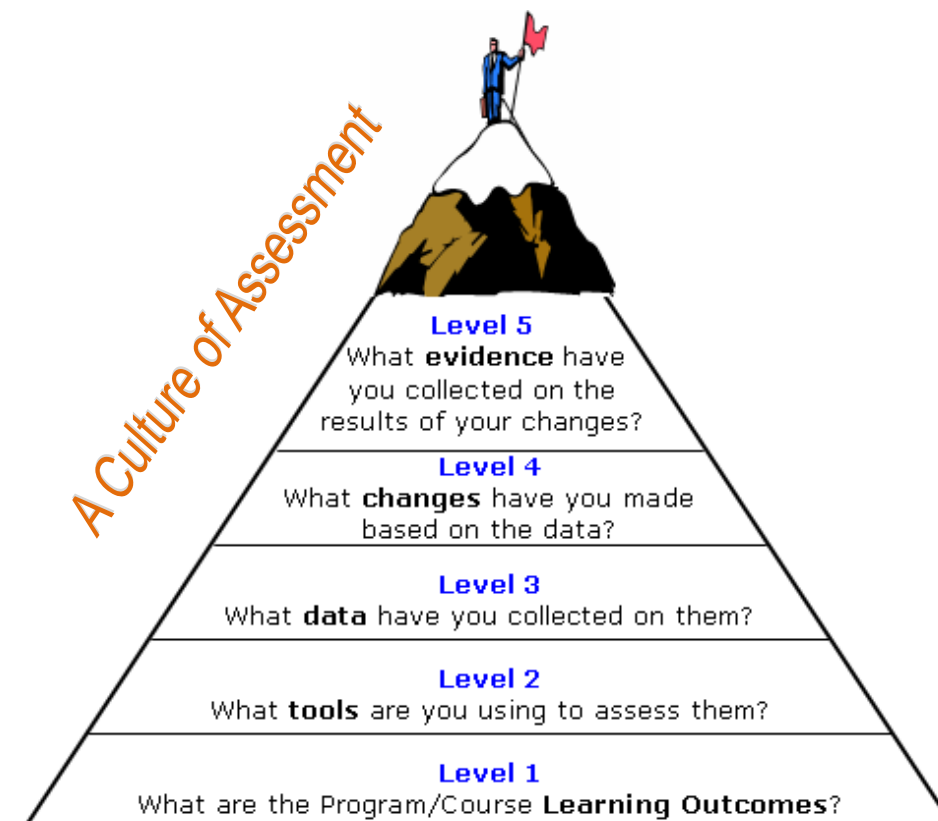 A Culture of Assessment
Level 5
What evidence have
you collected on the
results of your changes?
Level 4
What changes have you made
based on the data?
Level 3
What data have you collected on them?
Level 2
What tools are you using to assess them?
Level 1
What are the Program/Course Learning Outcomes?